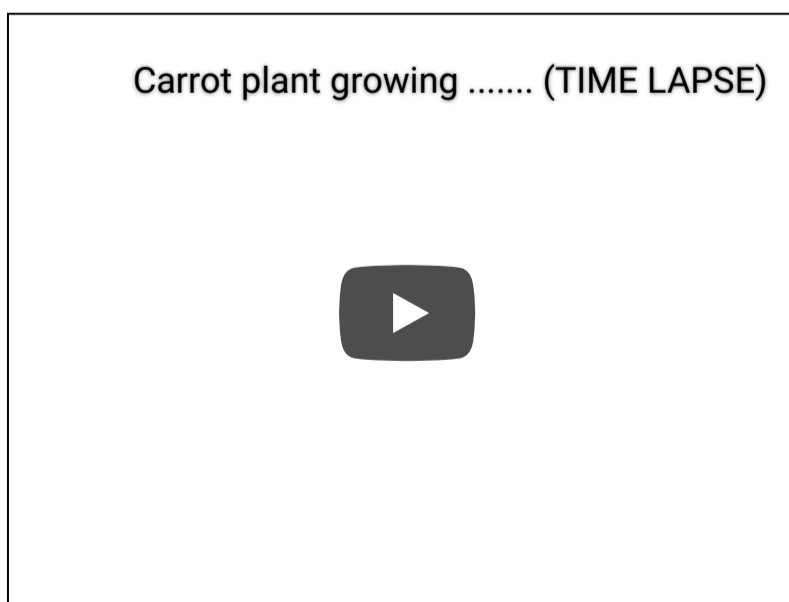 Carrot plant growing ....... (TIME LAPSE)